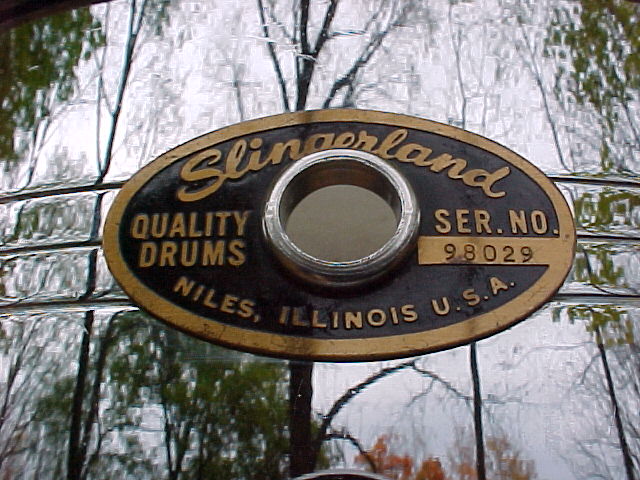 Slingerland
QUALITY
DRUMS
SER. NO.
98029
NILES, ILLINOIS U.S.A.